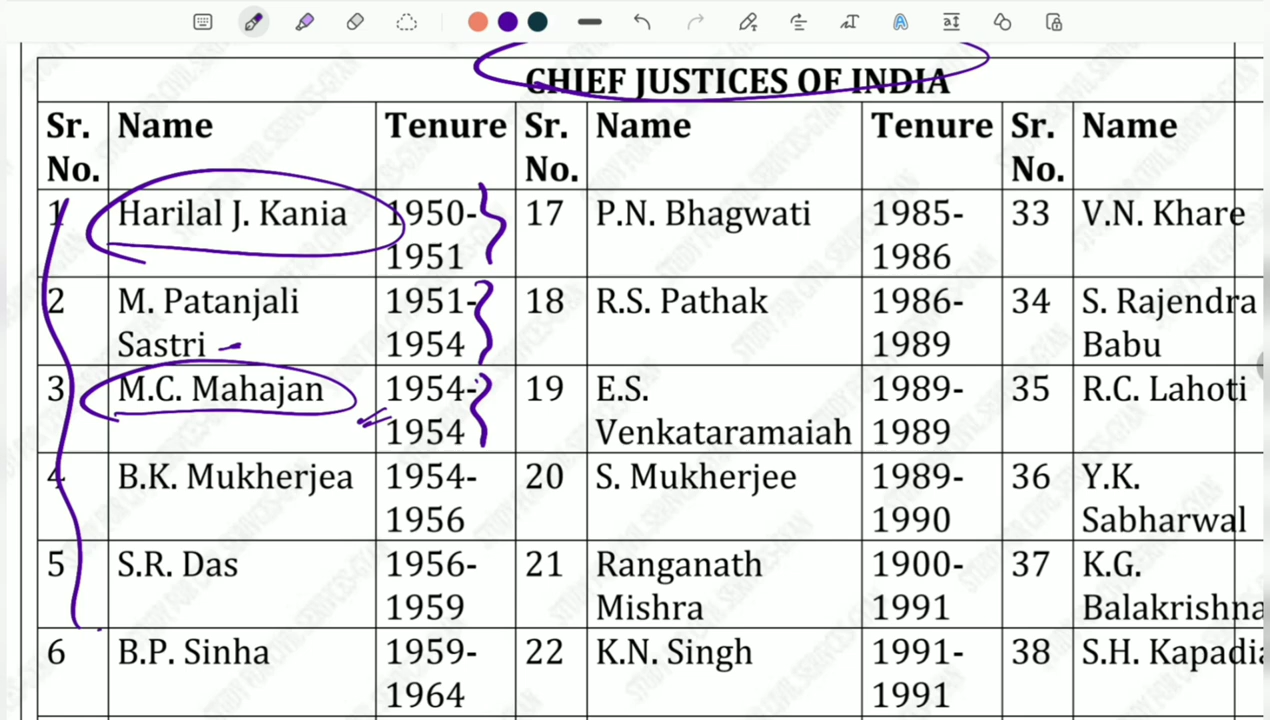 CHIEF JUSTICES OF INDIA
Sr. Name Tenure Sr. Name Tenure Sr. Name
No. No. No.
1 Harilal J. Kania 1950- 17 P.N. Bhagwati 1985- 33 V.N. Khare
1951 1986
2 M. Patanjali 1951- 18 R.S. Pathak 1986- 34 S. Rajendra
Sastri 1954 1989 Babu
3 M.C. Mahajan 1954- 19 E.S. 1989- 35 R.C. Lahoti
1954 Venkataramaiah 1989
4 B.K. Mukherjea 1954- 20 S. Mukherjee 1989- 36 Y.K.
1956 1990 Sabharwal
5 S.R. Das 1956- 21 Ranganath 1900- 37 K.G.
1959 Mishra 1991 Balakrishna
6 B.P. Sinha 1959- 22 K.N. Singh 1991- 38 S.H. Kapadia
1964 1991